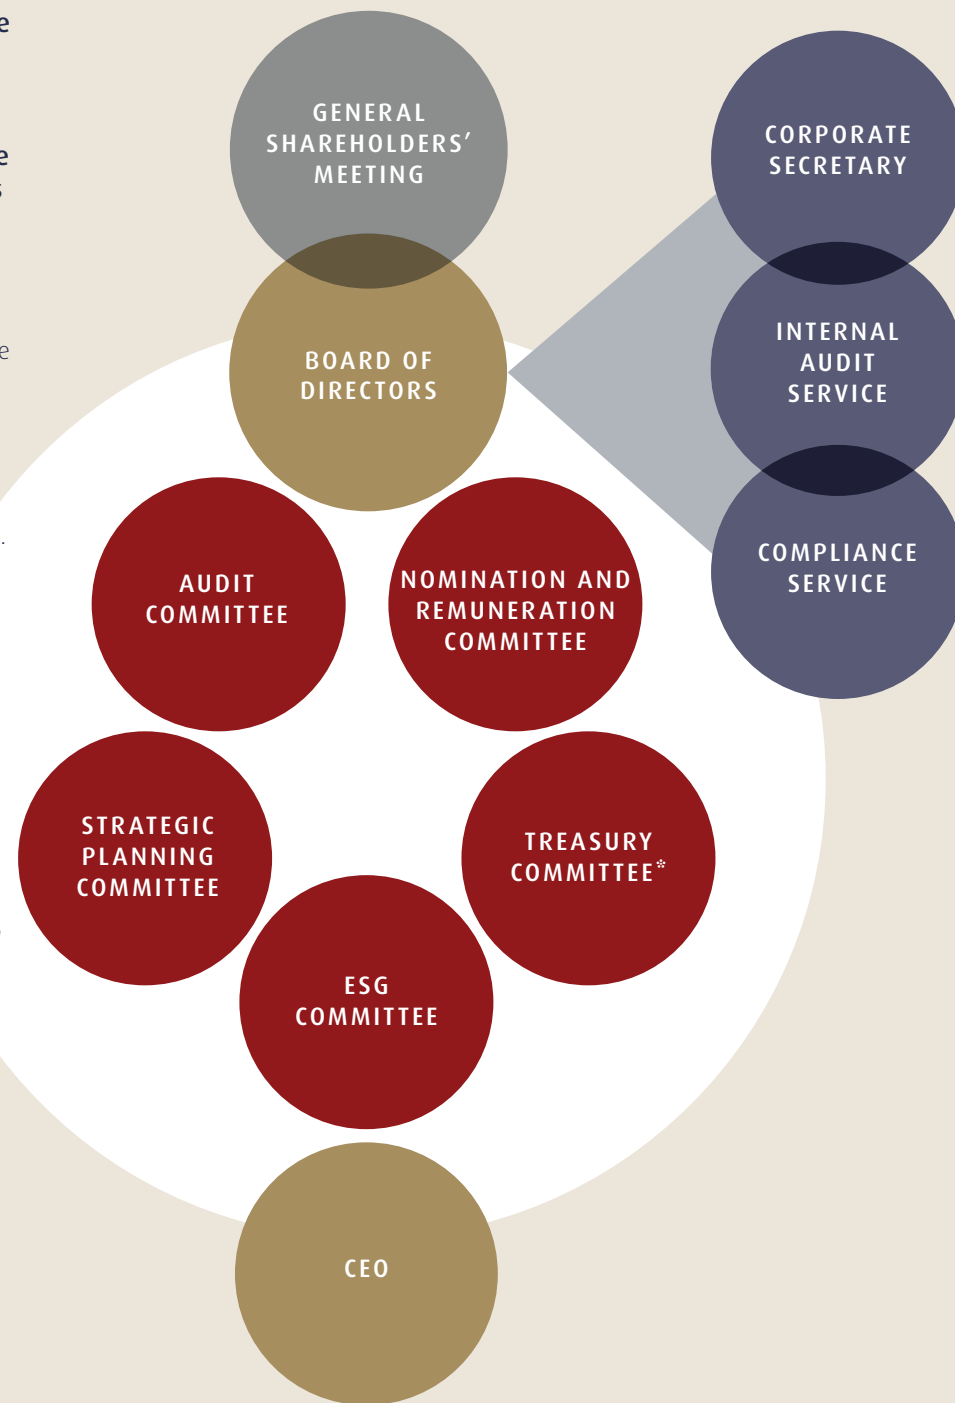 e
e
s
e
.
GENERAL
SHAREHOLDERS’
MEETING
CORPORATE
SECRETARY
BOARD OF
DIRECTORS
INTERNAL
AUDIT
SERVICE
COMPLIANCE
SERVICE
AUDIT
COMMITTEE
NOMINATION AND
REMUNERATION
COMMITTEE
STRATEGIC
PLANNING
COMMITTEE
TREASURY
COMMITTEE*
ESG
COMMITTEE
CEO